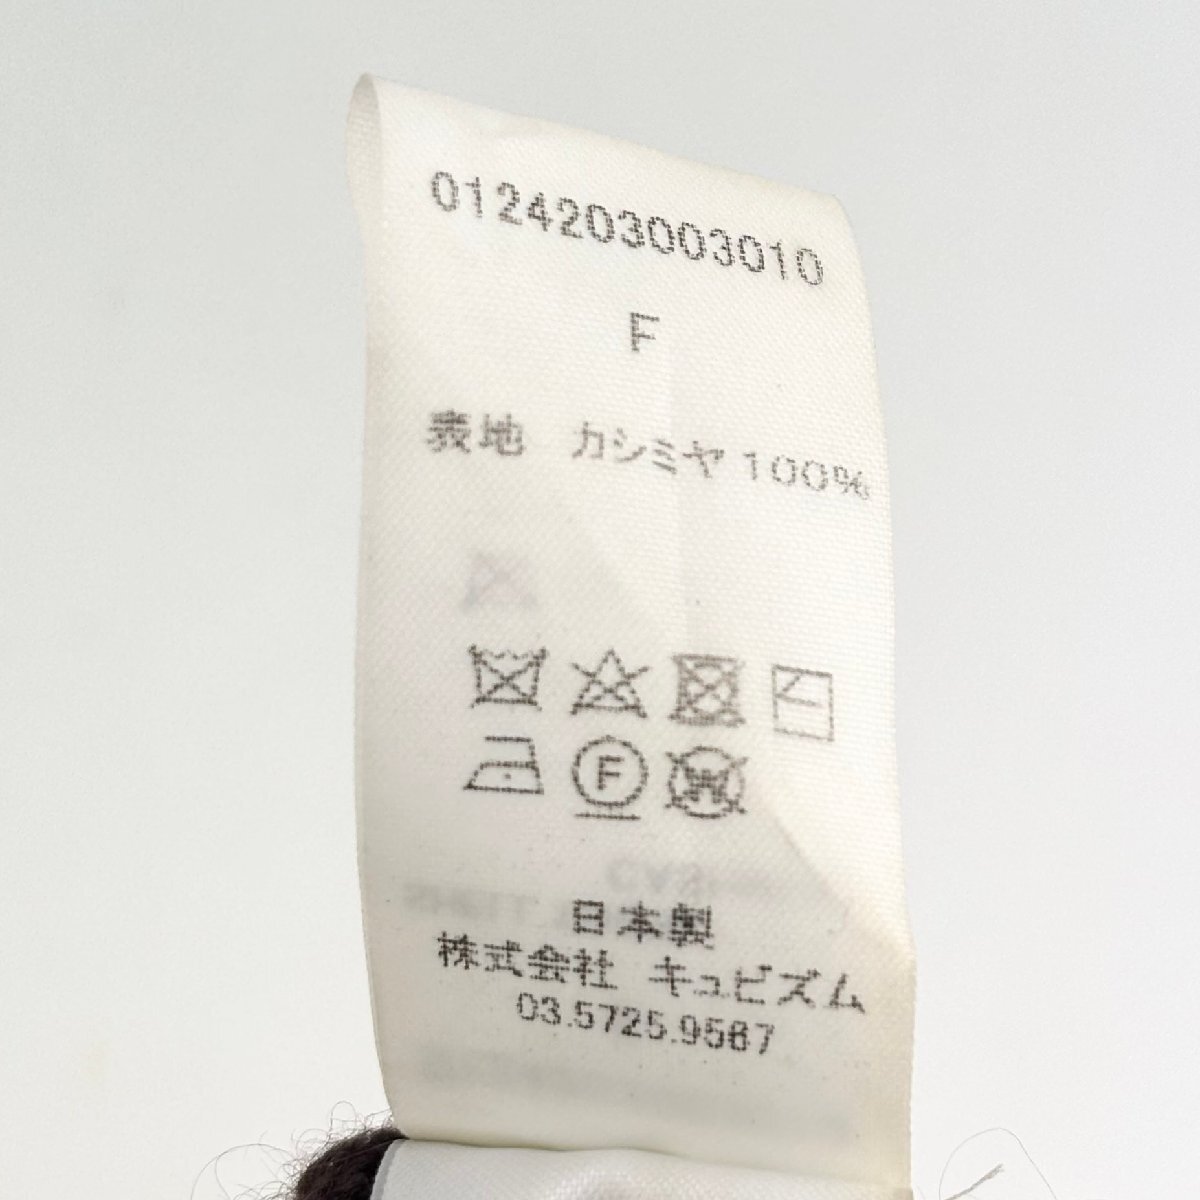 0124203003010
F
表地 カシミヤ 100%
F
W
日本製
株式会社 キュビズム
03.5725.9567